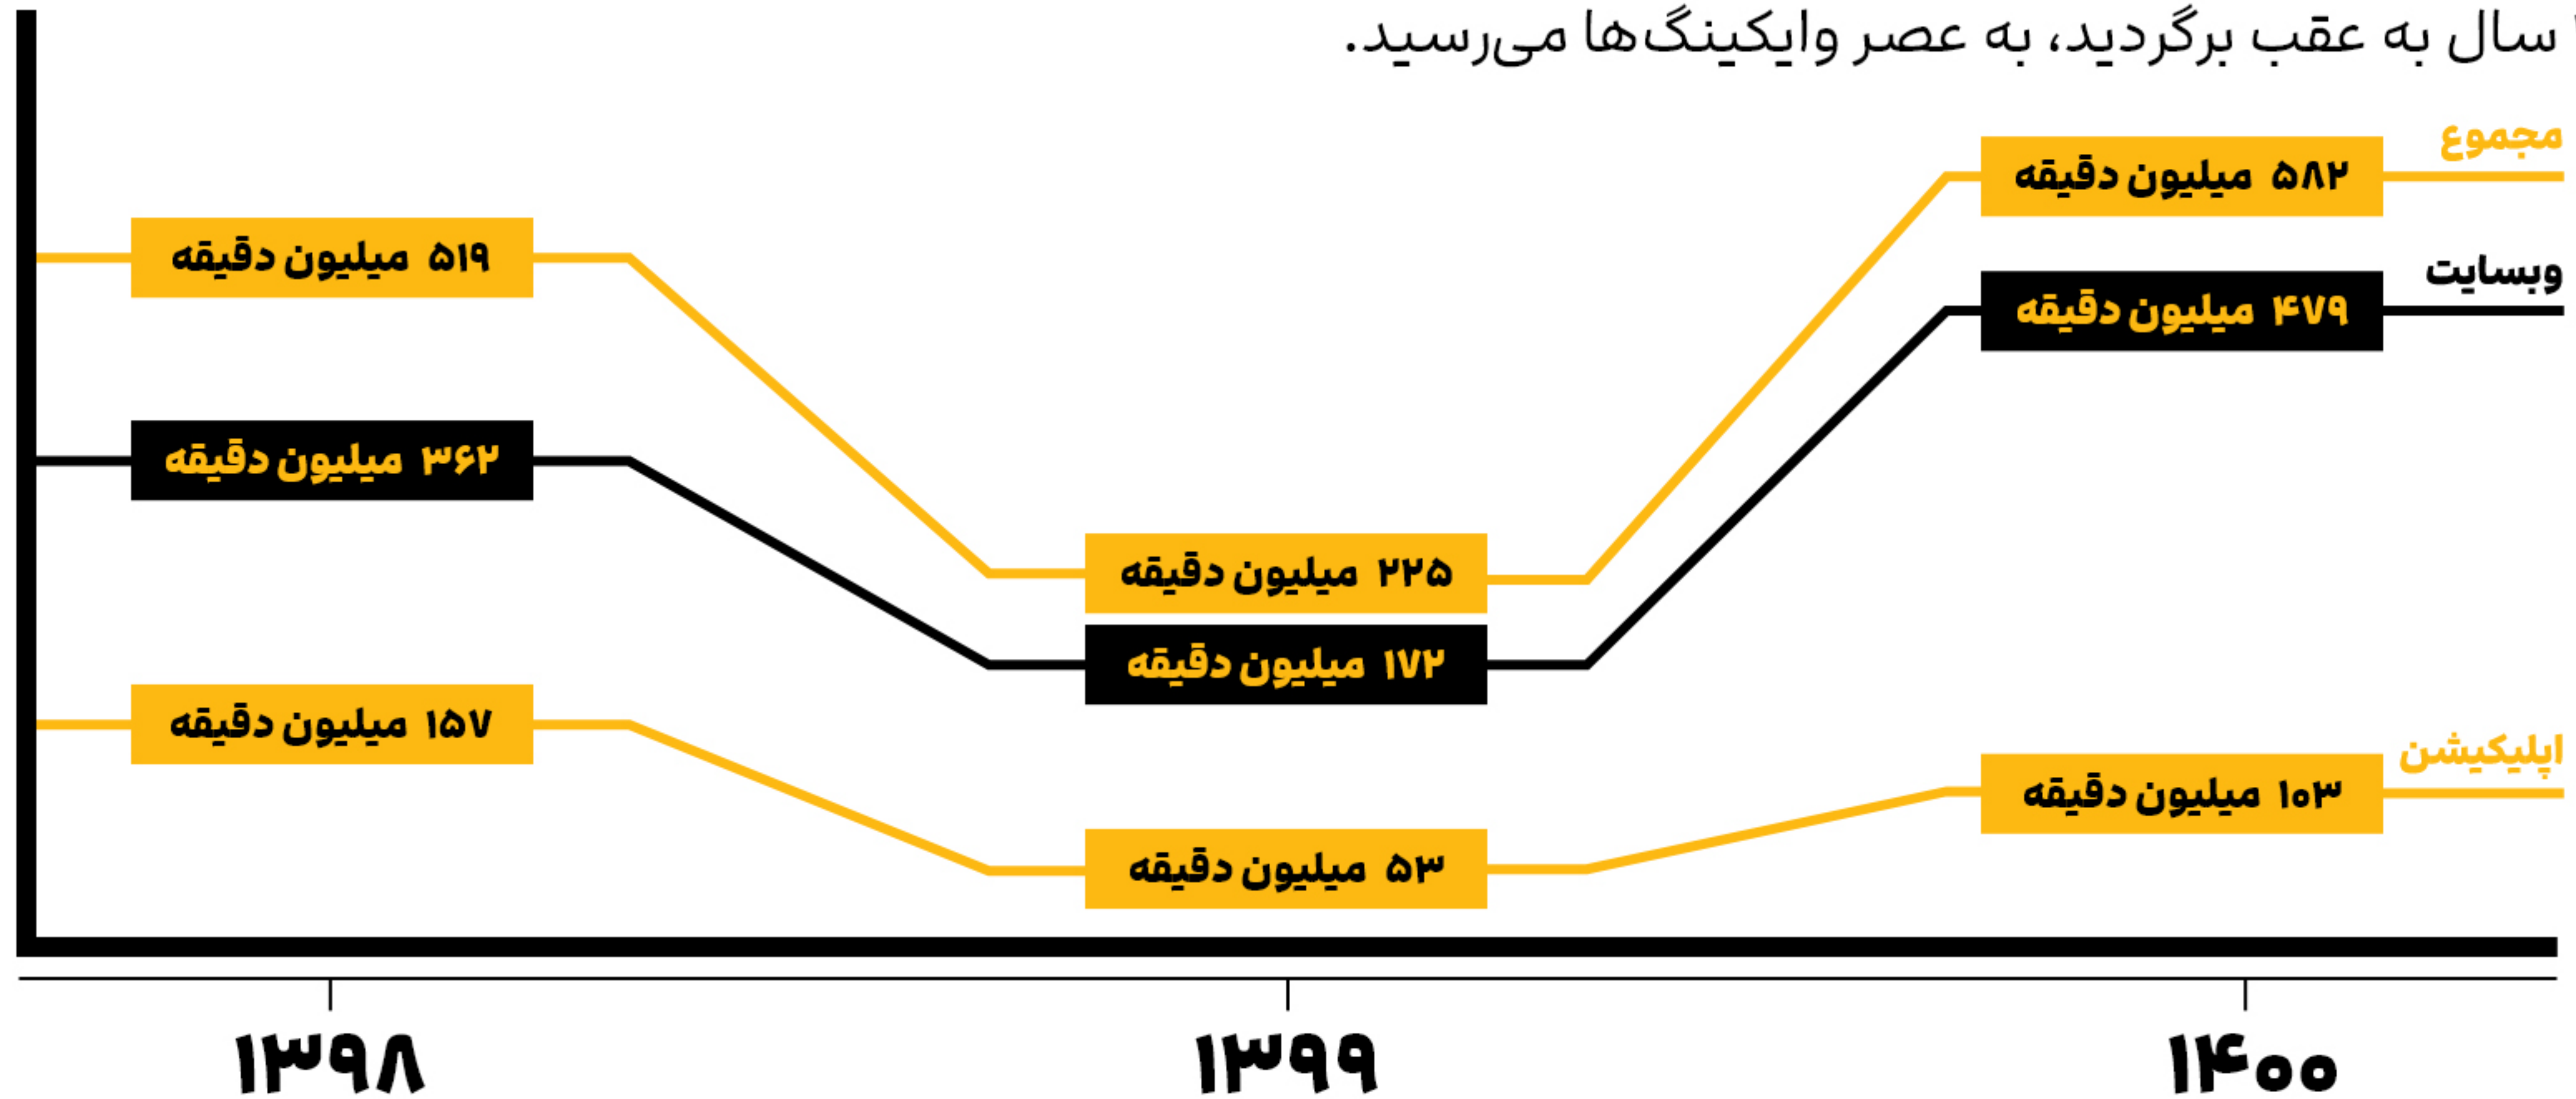 سال به عقب برگردید، به عصر وایکینگ‌ها می‌رسید.
مجموع
۵۸۲ میلیون دقیقه
۵۱۹ میلیون دقیقه
وبسایت
۴۷۹ میلیون دقیقه
۳۶۲ میلیون دقیقه
۲۲۵ میلیون دقیقه
۱۷۲ میلیون دقیقه
۱۵۷ میلیون دقیقه
اپلیکیشن
۱۰۳ میلیون دقیقه
۵۳ میلیون دقیقه
۱۴۰۰
۱۳۹۹
۱۳۹۸